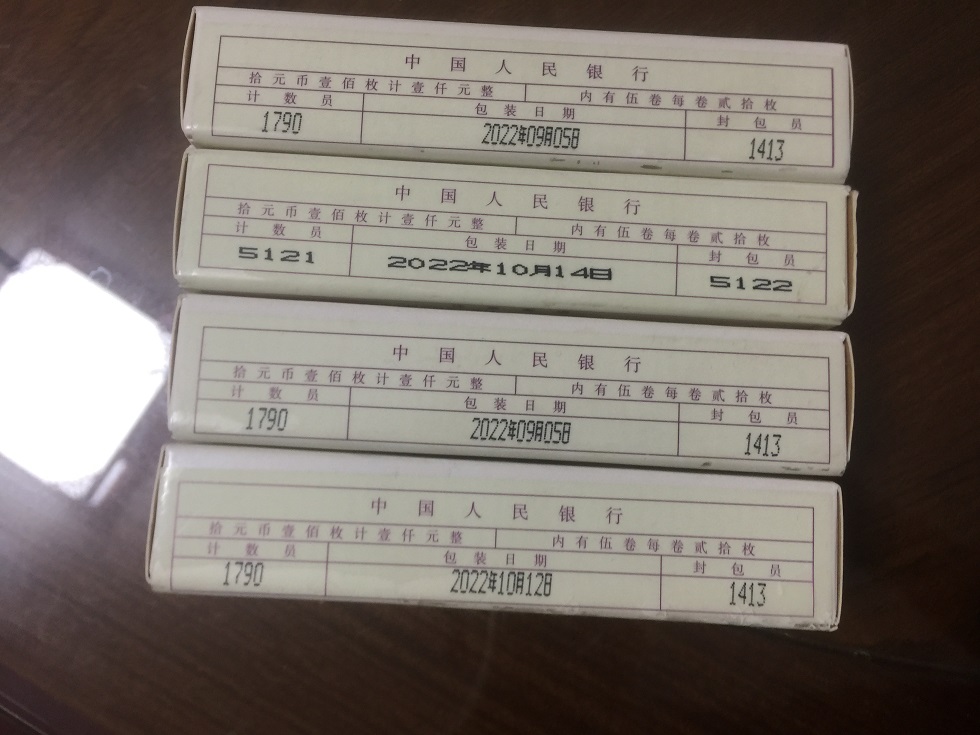 中国人民银行
拾元币壹佰枚计壹仟元整 内有伍卷每卷贰拾枚
计数员 包装日期 封包员
1790 2022年09月05日 1413
中国人民银行
拾元币壹佰枚计壹仟元整 内有伍卷每卷贰拾枚
计数员 包装日期 封包员
5121 2022年10月14日 5122
中国人民银行
拾元币壹佰枚计壹仟元整 内有伍卷每卷贰拾枚
计数员 包装日期 封包员
1790 2022年09月05日 1413
中国人民银行
拾元币壹佰枚计壹仟元整 内有伍卷每卷贰拾枚
计数员 包装日期 封包员
1790 2022年10月12日 1413